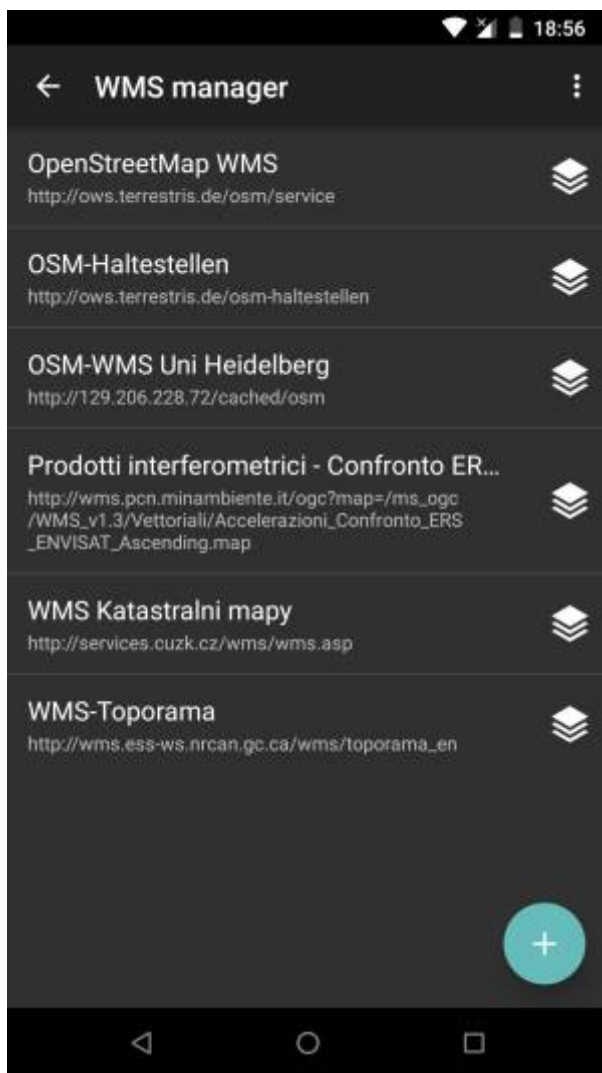 18:56
WMS manager
OpenStreetMap WMS
http://ows.terrestris.de/osm/service
OSM-Haltestellen
http://ows.terrestris.de/osm-haltestellen
OSM-WMS Uni Heidelberg
http://129.206.228.72/cached/osm
Prodotti interferometrici - Confronto ER...
http://wms.pcn.minambiente.it/ogc?map=/ms_ogc
/WMS_v1.3/Vettoriali/Accelerazioni_Confronto_ERS
_ENVISAT_Ascending.map
WMS Katastralni mapy
http://services.cuzk.cz/wms/wms.asp
WMS-Toporama
http://wms.ess-ws.nrcan.gc.ca/wms/toporama_en